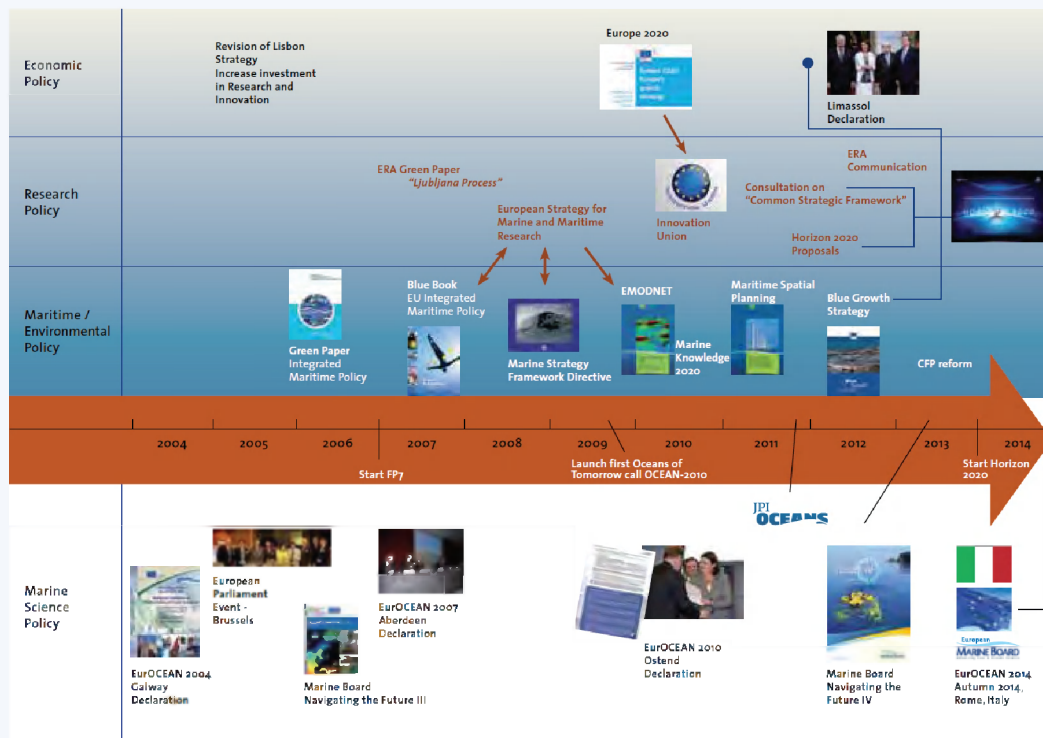 Economic
Policy
Revision of Lisbon
Strategy
Increase investment
in Research and
Innovation
Europe 2020
Limassol
Declaration
Research
Policy
ERA Green Paper
“Ljubljana Process”
European Strategy for
Marine and Maritime
Research
Innovation
Union
ERA
Communication
Consultation on
“Common Strategic Framework”
Horizon 2020
Proposals
Maritime /
Environmental
Policy
Green Paper
Integrated
Maritime Policy
Blue Book
EU Integrated
Maritime Policy
Marine Strategy
Framework Directive
EMODNET
Marine
Knowledge
2020
Maritime Spatial
Planning
Blue Growth
Strategy
CFP reform
2004 2005 2006 2007 2008 2009 2010 2011 2012 2013 2014
Start FP7
Launch first Oceans of
Tomorrow call OCEAN-2010
Start Horizon
2020
Marine
Science
Policy
EurOCEAN 2004
Galway
Declaration
European
Parliament
Event -
Brussels
Marine Board
Navigating the Future III
EurOCEAN 2007
Aberdeen
Declaration
EurOCEAN 2010
Ostend
Declaration
JPI
OCEANS
Marine Board
Navigating the
Future IV
European
MARINE BOARD
EurOCEAN 2014
Autumn 2014,
Rome, Italy